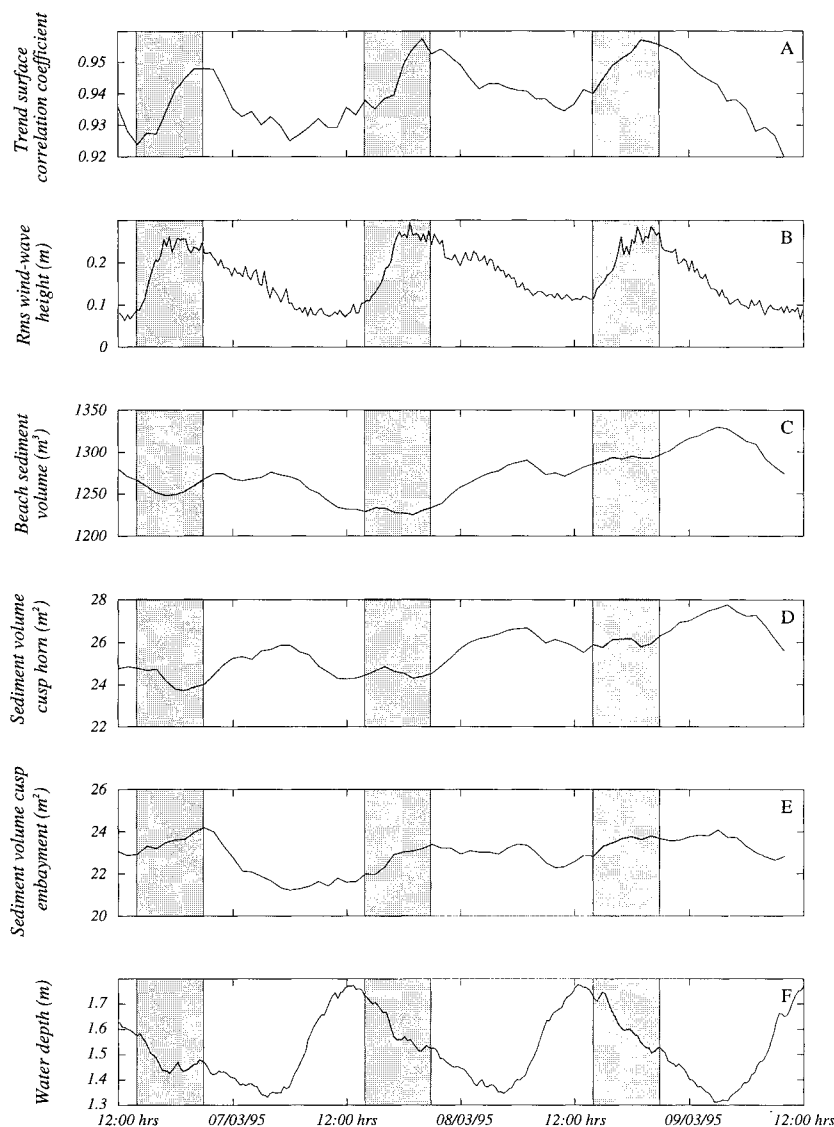 Trend surface
correlation coefficient
0.95
0.94
0.93
0.92
A
Rms wind-wave
height (m)
0.2
0.1
0
B
Beach sediment
volume (m³)
1350
1300
1250
1200
C
Sediment volume
cusp horn (m²)
28
26
24
22
D
Sediment volume cusp
embayment (m²)
26
24
22
20
E
Water depth (m)
1.7
1.6
1.5
1.4
1.3
F
12:00 hrs 07/03/95 12:00 hrs 08/03/95 12:00 hrs 09/03/95 12:00 hrs